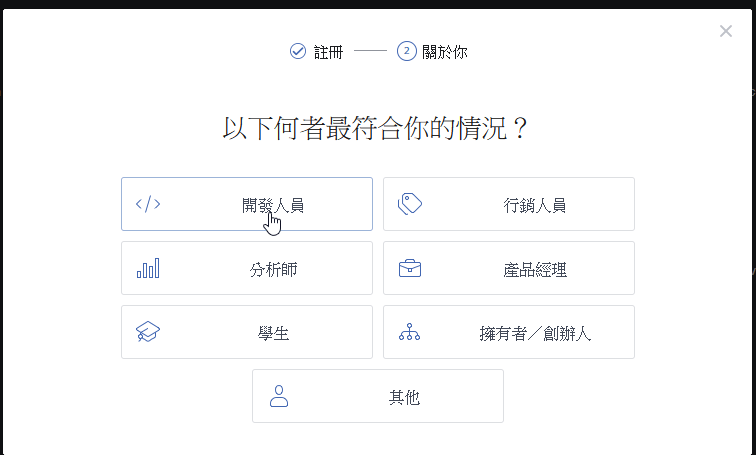 註冊 2 關於你
以下何者最符合你的情況？
開發人員 行銷人員
分析師 產品經理
學生 擁有者／創辦人
其他